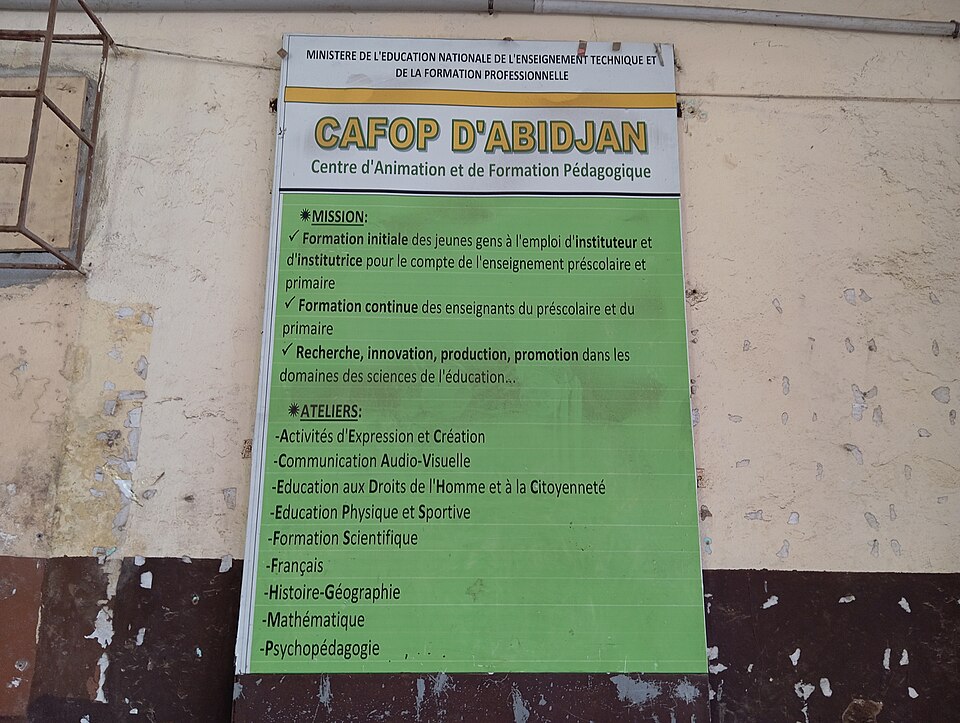 MINISTERE DE L'EDUCATION NATIONALE DE L'ENSEIGNEMENT TECHNIQUE ET
DE LA FORMATION PROFESSIONNELLE
CAFOP D'ABIDJAN
Centre d'Animation et de Formation Pédagogique
✹MISSION:
✓ Formation initiale des jeunes gens à l'emploi d'instituteur et
d'institutrice pour le compte de l'enseignement préscolaire et
primaire
✓ Formation continue des enseignants du préscolaire et du
primaire
✓ Recherche, innovation, production, promotion dans les
domaines des sciences de l'éducation...
✹ATELIERS:
-Activités d'Expression et Création
-Communication Audio-Visuelle
-Education aux Droits de l'Homme et à la Citoyenneté
-Education Physique et Sportive
-Formation Scientifique
-Français
-Histoire-Géographie
-Mathématique
-Psychopédagogie